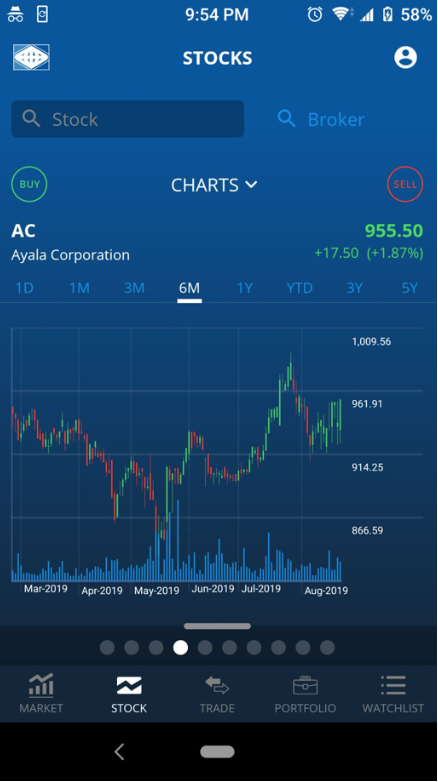 9:54 PM 58%
STOCKS
Stock Broker
BUY CHARTS SELL
AC 955.50
Ayala Corporation +17.50 (+1.87%)
1D 1M 3M 6M 1Y YTD 3Y 5Y
1,009.56
961.91
914.25
866.59
Mar-2019 Apr-2019 May-2019 Jun-2019 Jul-2019 Aug-2019
MARKET STOCK TRADE PORTFOLIO WATCHLIST